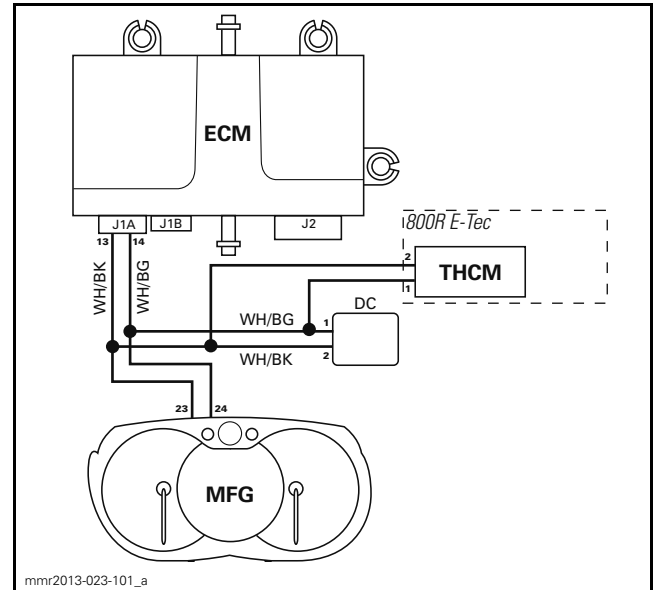 ECM
J1A
J1B
J2
13
14
WH/BK
WH/BG
800R E-Tec
2
THCM
1
DC
WH/BG
1
WH/BK
2
23
24
MFG
mmr2013-023-101_a